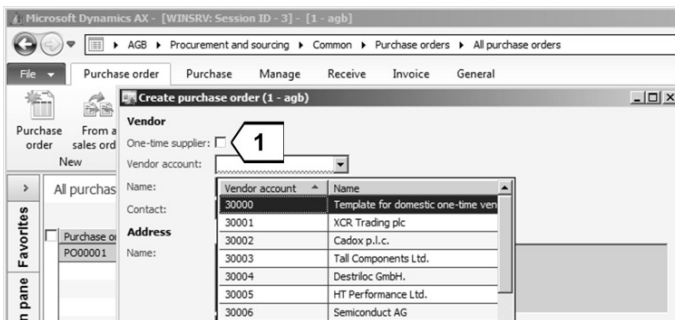 Microsoft Dynamics AX - [WINSRV: Session ID - 3] - [1 - agb]
AGB Procurement and sourcing Common Purchase orders All purchase orders
File Purchase order Purchase Manage Receive Invoice General
Create purchase order (1 - agb)
Purchase order
From a sales ord
New
Vendor
One-time supplier:
1
Vendor account:
Name:
Contact:
Address
Name:
All purchas
Purchase o
PO00001
Favorites
n pane
Vendor account Name
30000 Template for domestic one-time ven
30001 XCR Trading plc
30002 Cadox p.l.c.
30003 Tall Components Ltd.
30004 Destriloc GmbH.
30005 HT Performance Ltd.
30006 Semiconduct AG